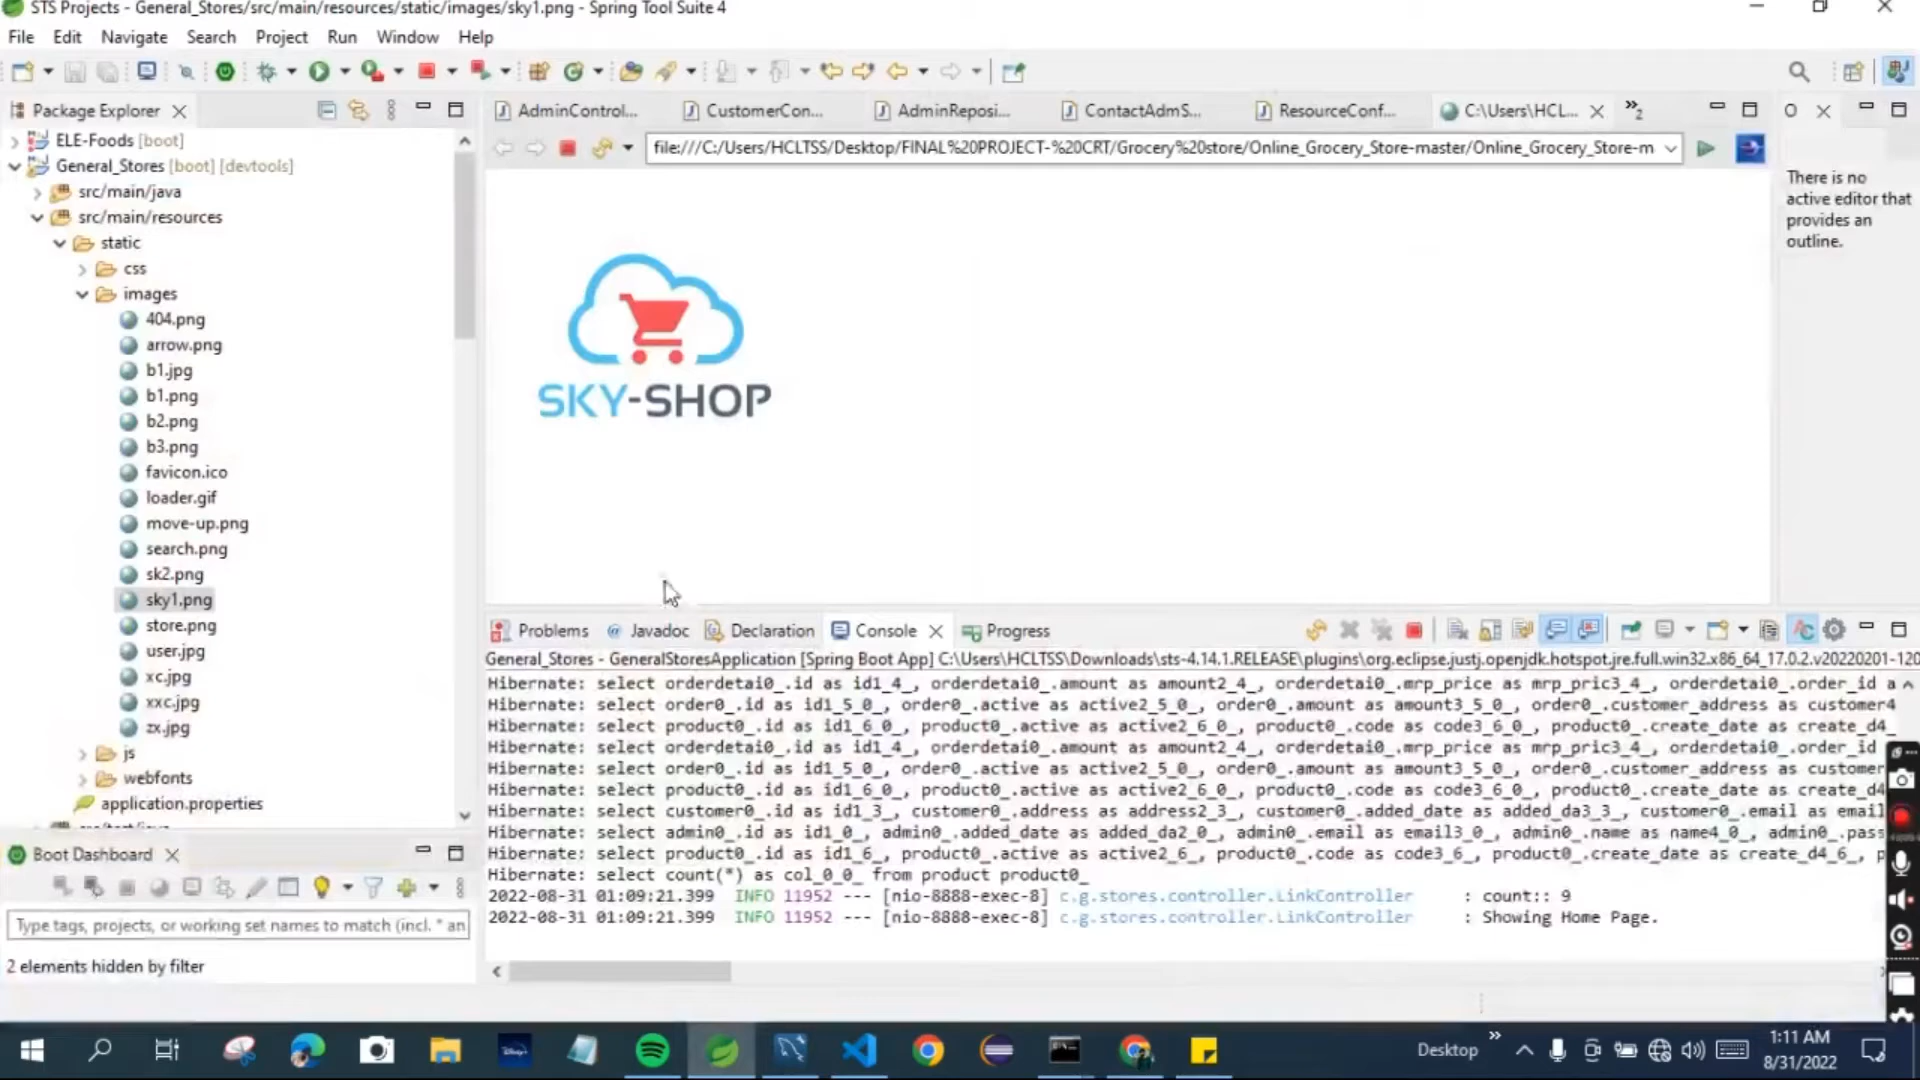 STS Projects - General_Stores/src/main/resources/static/images/sky1.png - Spring Tool Suite 4
File Edit Navigate Search Project Run Window Help
Package Explorer
AdminControl... CustomerCon... AdminReposi... ContactAdmS... ResourceConf... C:\Users\HCL... »2
file:///C:/Users/HCLTSS/Desktop/FINAL%20PROJECT-%20CRT/Grocery%20store/Online_Grocery_Store-master/Online_Grocery_Store-m
ELE-Foods [boot]
General_Stores [boot] [devtools]
src/main/java
src/main/resources
static
css
images
404.png
arrow.png
b1.jpg
b1.png
b2.png
b3.png
favicon.ico
loader.gif
move-up.png
search.png
sk2.png
sky1.png
store.png
user.jpg
xc.jpg
xxc.jpg
zx.jpg
js
webfonts
application.properties
SKY-SHOP
There is no
active editor that
provides an
outline.
Problems Javadoc Declaration Console Progress
General_Stores - GeneralStoresApplication [Spring Boot App] C:\Users\HCLTSS\Downloads\sts-4.14.1.RELEASE\plugins\org.eclipse.justj.openjdk.hotspot.jre.full.win32.x86_64_17.0.2.v20220201-120
Hibernate: select orderdetai0_.id as id1_4_, orderdetai0_.amount as amount2_4_, orderdetai0_.mrp_price as mrp_pric3_4_, orderdetai0_.order_id a
Hibernate: select order0_.id as id1_5_0_, order0_.active as active2_5_0_, order0_.amount as amount3_5_0_, order0_.customer_address as customer4
Hibernate: select product0_.id as id1_6_0_, product0_.active as active2_6_0_, product0_.code as code3_6_0_, product0_.create_date as create_d4_
Hibernate: select orderdetai0_.id as id1_4_, orderdetai0_.amount as amount2_4_, orderdetai0_.mrp_price as mrp_pric3_4_, orderdetai0_.order_id
Hibernate: select order0_.id as id1_5_0_, order0_.active as active2_5_0_, order0_.amount as amount3_5_0_, order0_.customer_address as customer
Hibernate: select product0_.id as id1_6_0_, product0_.active as active2_6_0_, product0_.code as code3_6_0_, product0_.create_date as create_d4
Hibernate: select customer0_.id as id1_3_, customer0_.address as address2_3_, customer0_.added_date as added_da3_3_, customer0_.email as email
Hibernate: select admin0_.id as id1_0_, admin0_.added_date as added_da2_0_, admin0_.email as email3_0_, admin0_.name as name4_0_, admin0_.pass
Hibernate: select product0_.id as id1_6_, product0_.active as active2_6_, product0_.code as code3_6_, product0_.create_date as create_d4_6_, p
Hibernate: select count(*) as col_0_0_ from product product0_
2022-08-31 01:09:21.399 INFO 11952 --- [nio-8888-exec-8] c.g.stores.controller.LinkController : count:: 9
2022-08-31 01:09:21.399 INFO 11952 --- [nio-8888-exec-8] c.g.stores.controller.LinkController : Showing Home Page.
Boot Dashboard
Type tags, projects, or working set names to match (incl. * an
2 elements hidden by filter
Desktop
1:11 AM
8/31/2022